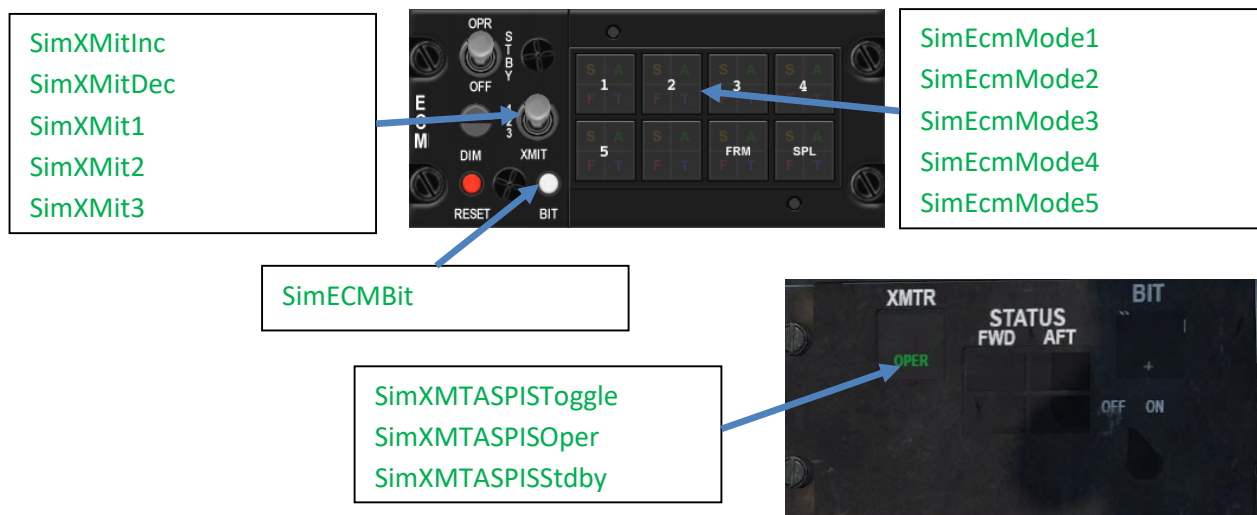 SimXMitInc
SimXMitDec
SimXMit1
SimXMit2
SimXMit3
OPR
STBY
OFF
ECM
1 2 3
DIM
XMIT
RESET
BIT
S A
F T
1
S A
F T
2
S A
F T
3
S A
F T
4
S A
F T
5
S A
F T
S A
F T
FRM
S A
F T
SPL
SimEcmMode1
SimEcmMode2
SimEcmMode3
SimEcmMode4
SimEcmMode5
SimECMBit
SimXMTASPISToggle
SimXMTASPISOper
SimXMTASPISStdby
XMTR
OPER
STATUS
FWD AFT
BIT
+
OFF ON